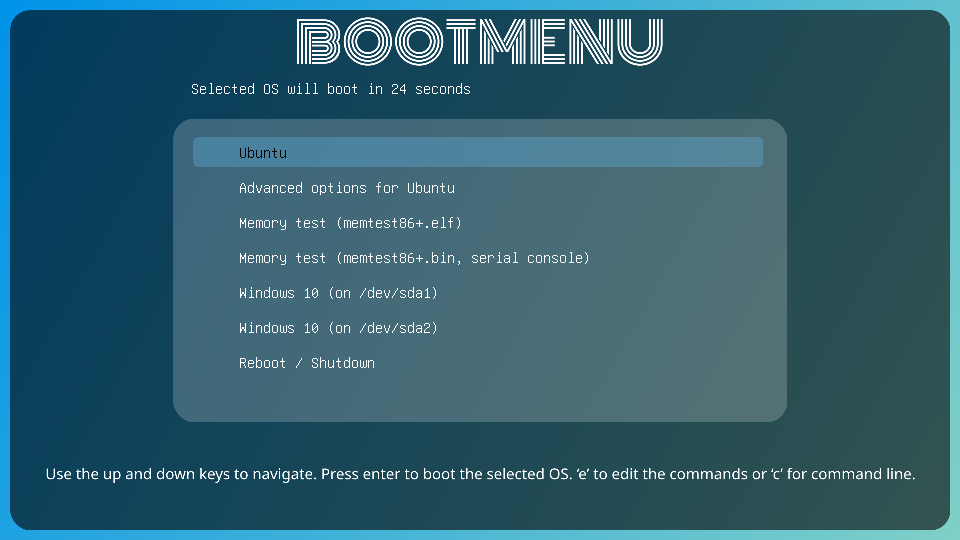 BOOTMENU
Selected OS will boot in 24 seconds
Ubuntu
Advanced options for Ubuntu
Memory test (memtest86+.elf)
Memory test (memtest86+.bin, serial console)
Windows 10 (on /dev/sda1)
Windows 10 (on /dev/sda2)
Reboot / Shutdown
Use the up and down keys to navigate. Press enter to boot the selected OS. ‘e’ to edit the commands or ‘c’ for command line.